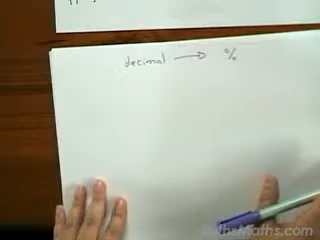 decimal → %